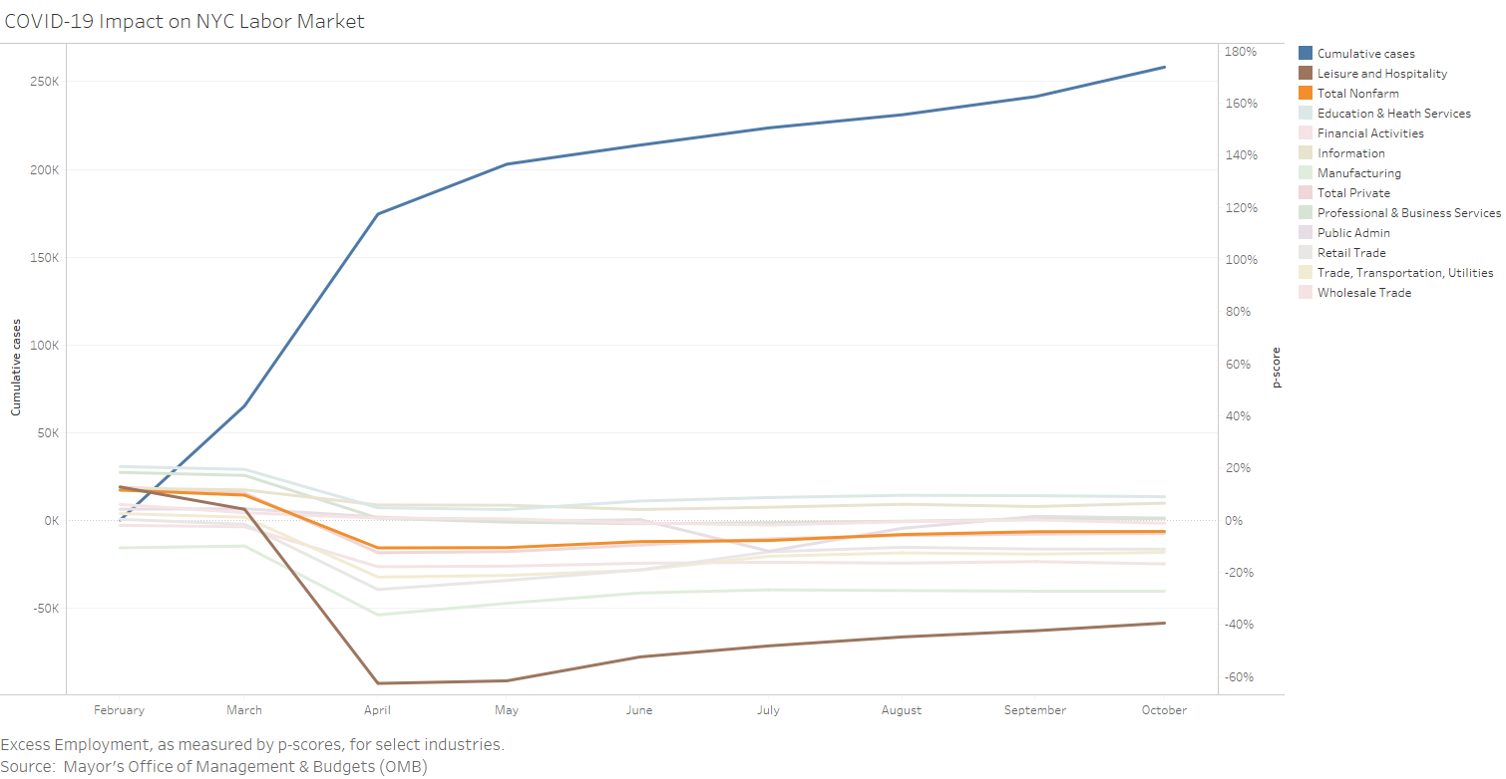 COVID-19 Impact on NYC Labor Market
250K
200K
150K
100K
50K
0K
-50K
Cumulative cases
180%
160%
140%
120%
100%
80%
60%
40%
20%
0%
-20%
-40%
-60%
p-score
February March April May June July August September October
Cumulative cases
Leisure and Hospitality
Total Nonfarm
Education & Heath Services
Financial Activities
Information
Manufacturing
Total Private
Professional & Business Services
Public Admin
Retail Trade
Trade, Transportation, Utilities
Wholesale Trade
Excess Employment, as measured by p-scores, for select industries.
Source: Mayor's Office of Management & Budgets (OMB)